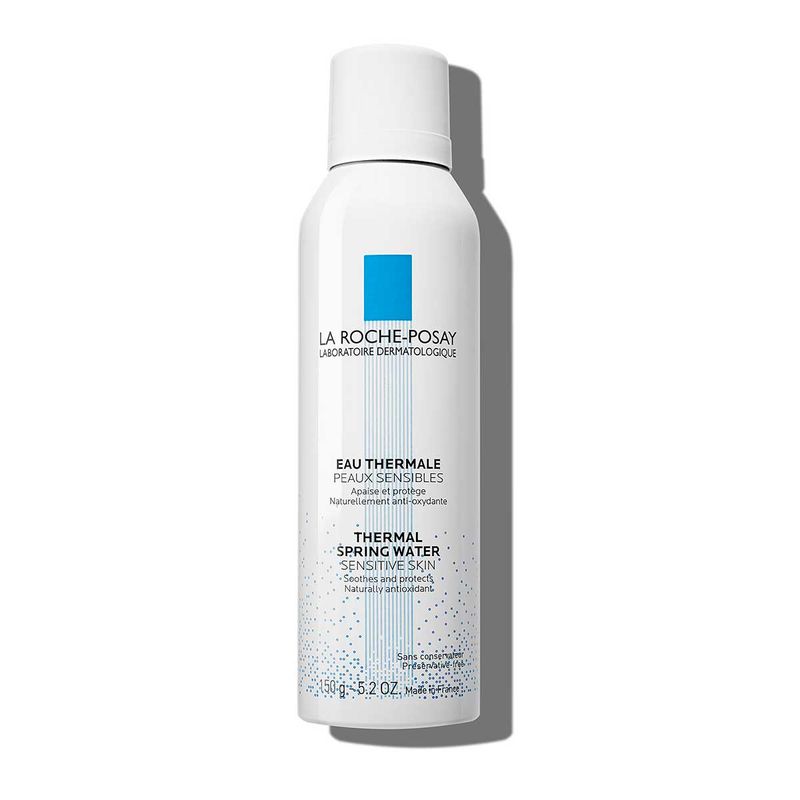 LA ROCHE-POSAY
LABORATOIRE DERMATOLOGIQUE
EAU THERMALE
PEAUX SENSIBLES
Apaise et protège
Naturellement anti-oxydante
THERMAL
SPRING WATER
SENSITIVE SKIN
Soothes and protects
Naturally antioxidant
Sans conservateur
Preservative-free
150 g - 5.2 OZ. Made in France